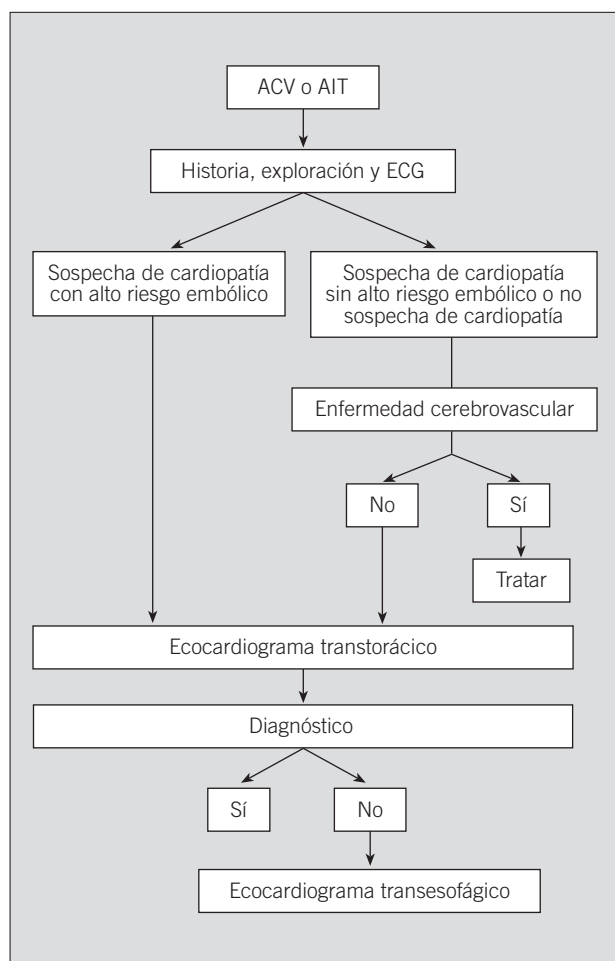 ACV o AIT
Historia, exploración y ECG
Sospecha de cardiopatía
con alto riesgo embólico
Sospecha de cardiopatía
sin alto riesgo embólico o no
sospecha de cardiopatía
Enfermedad cerebrovascular
No
Sí
Tratar
Ecocardiograma transtorácico
Diagnóstico
Sí
No
Ecocardiograma transesofágico